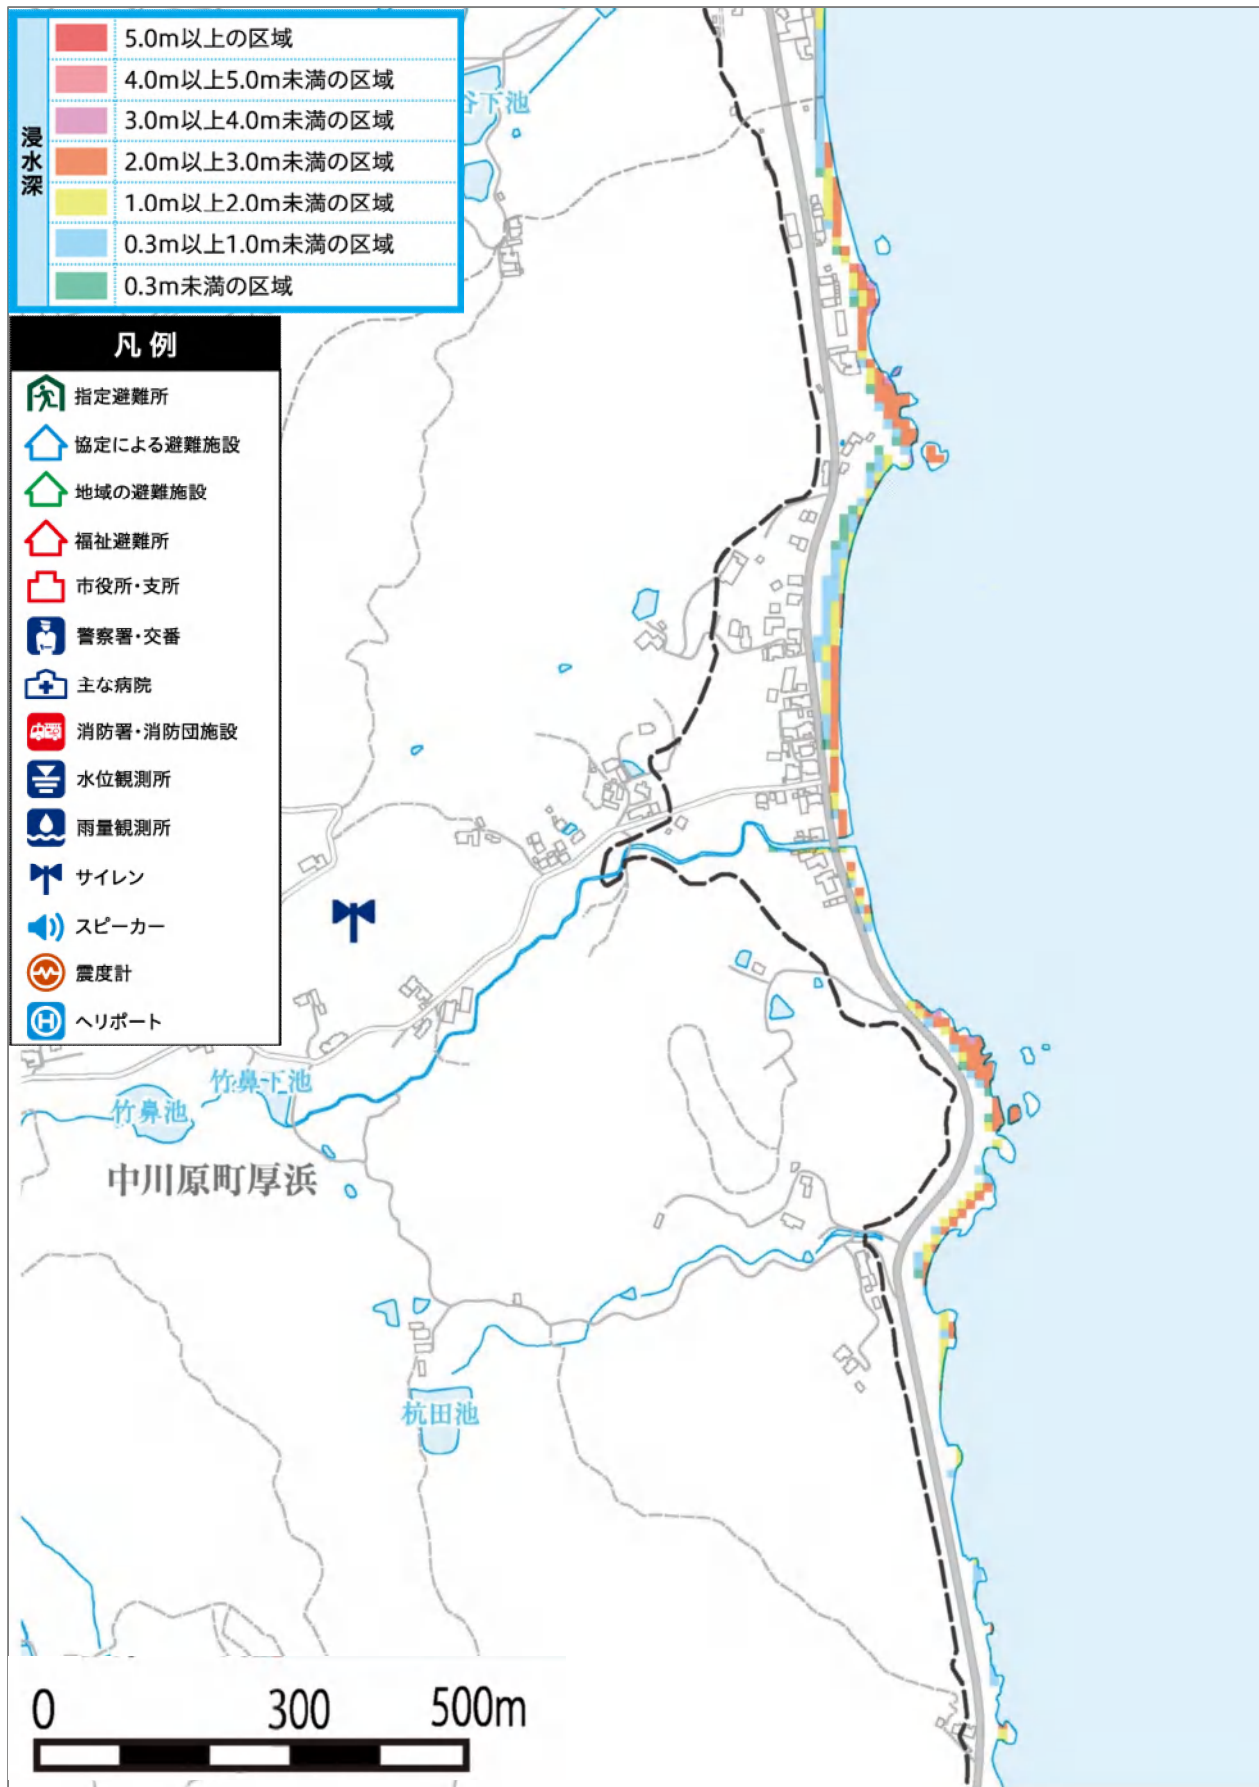 浸水深
5.0m以上の区域
4.0m以上5.0m未満の区域
3.0m以上4.0m未満の区域
2.0m以上3.0m未満の区域
1.0m以上2.0m未満の区域
0.3m以上1.0m未満の区域
0.3m未満の区域
谷下池
凡例
指定避難所
協定による避難施設
地域の避難施設
福祉避難所
市役所・支所
警察署・交番
主な病院
消防署・消防団施設
水位観測所
雨量観測所
サイレン
スピーカー
震度計
ヘリポート
竹鼻下池
竹鼻池
中川原町厚浜
杭田池
0 300 500m